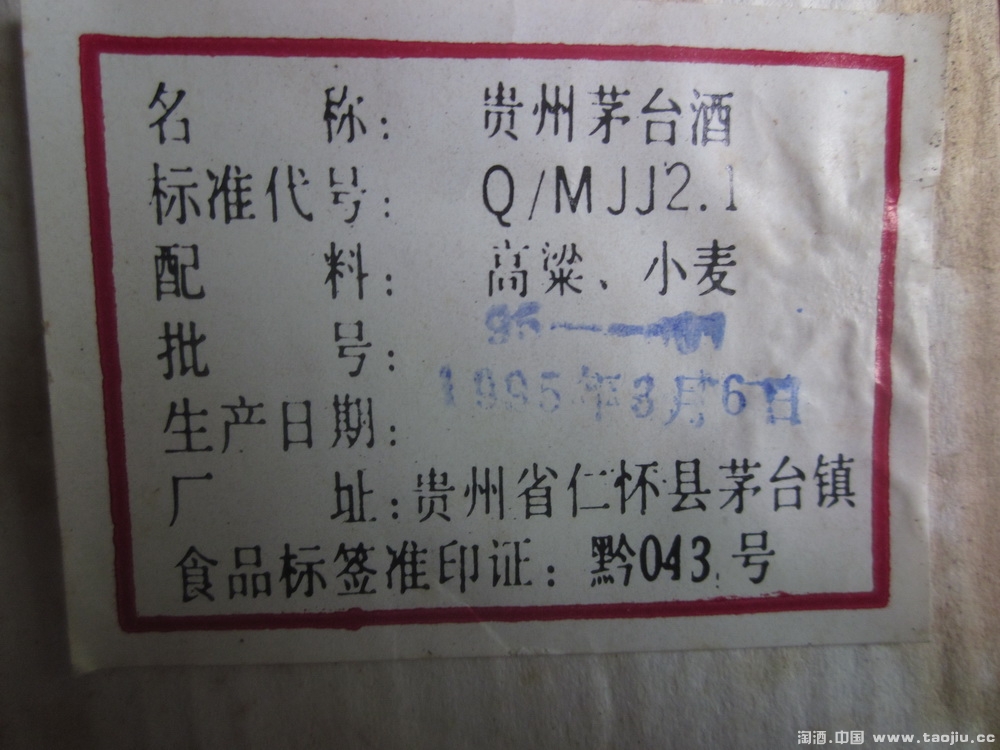 名 称: 贵州茅台酒
标准代号: Q/MJJ2.1
配 料: 高粱、小麦
批 号: 95—
生产日期: 1995年3月6日
厂 址: 贵州省仁怀县茅台镇
食品标签准印证: 黔043号
淘酒.中国 www.taojiu.cc